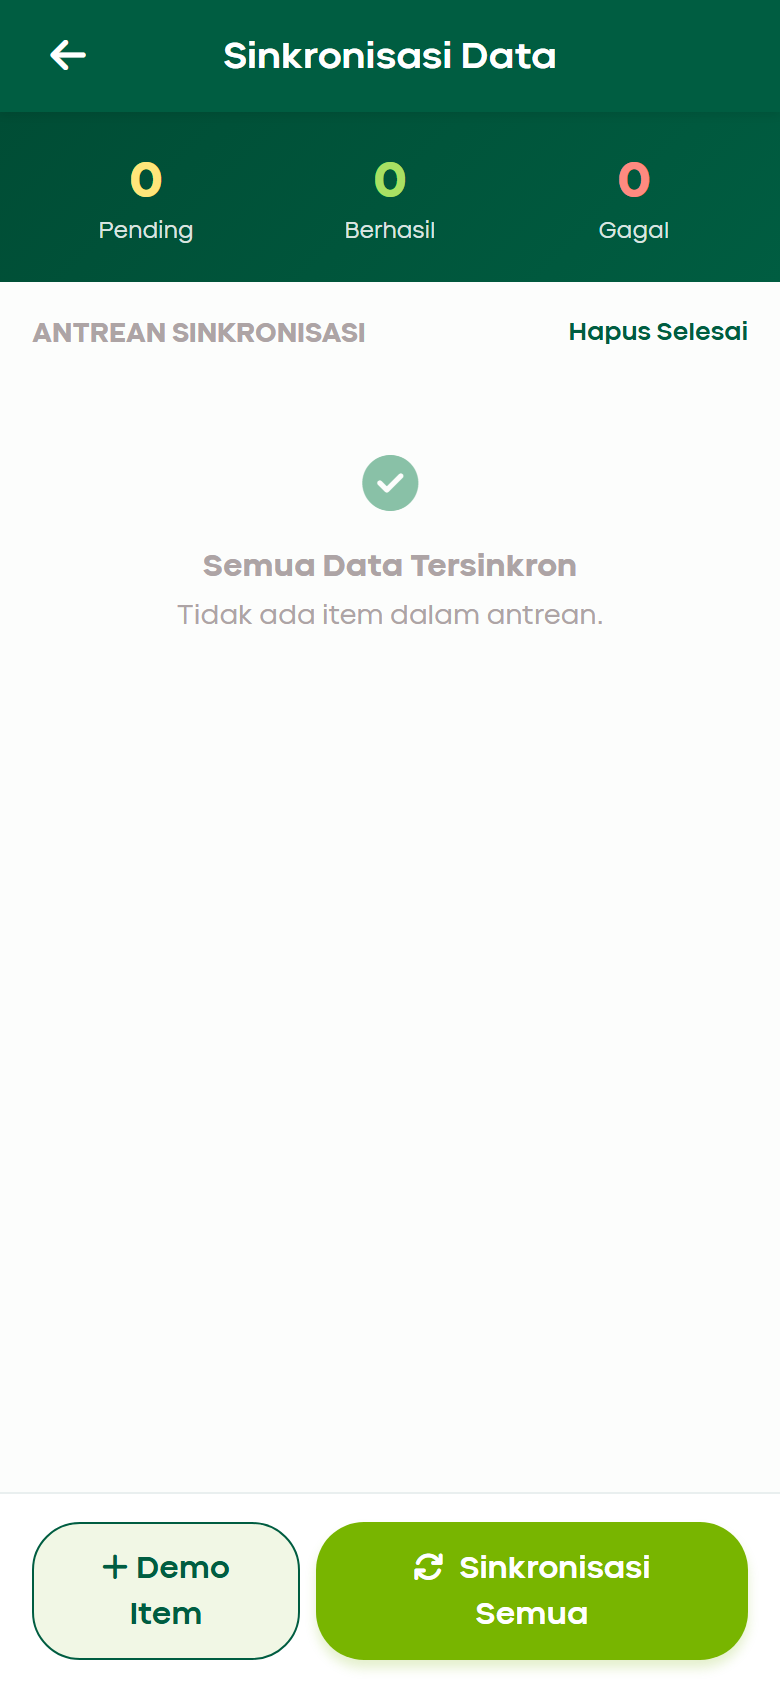 Sinkronisasi Data
0
Pending
0
Berhasil
0
Gagal
ANTREAN SINKRONISASI
Hapus Selesai
Semua Data Tersinkron
Tidak ada item dalam antrean.
+ Demo
Item
Sinkronisasi
Semua